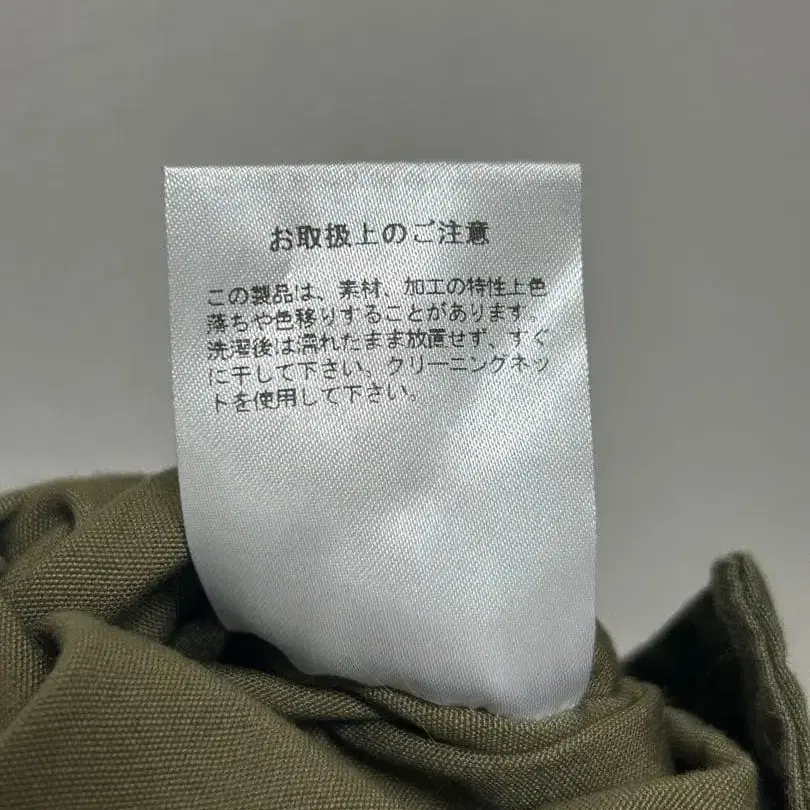 お取扱上のご注意
この製品は、素材、加工の特性上色
落ちや色移りすることがあります。
洗濯後は濡れたまま放置せず、すぐ
に干して下さい、クリーニングネッ
トを使用して下さい。